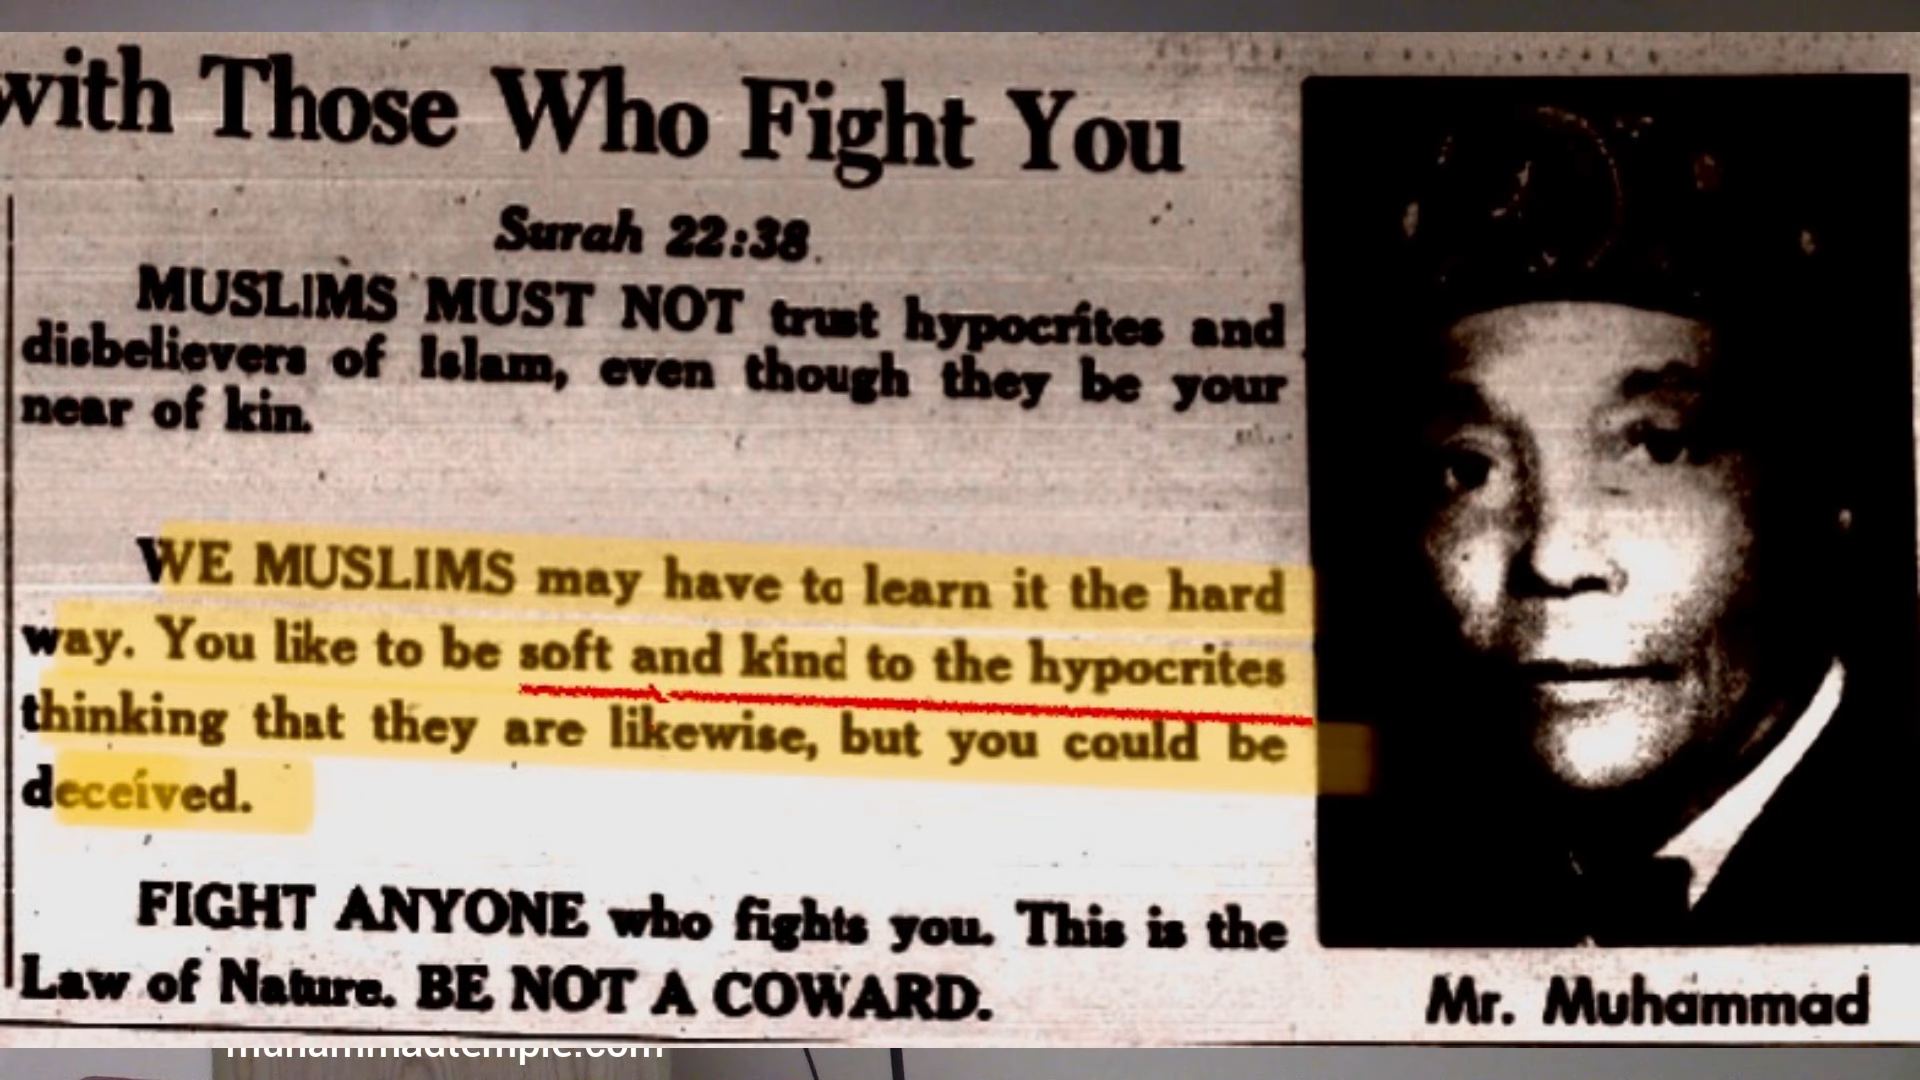 with Those Who Fight You
Surah 22:38
MUSLIMS MUST NOT trust hypocrites and
disbelievers of Islam, even though they be your
near of kin.
WE MUSLIMS may have to learn it the hard
way. You like to be soft and kind to the hypocrites
thinking that they are likewise, but you could be
deceived.
FIGHT ANYONE who fights you. This is the
Law of Nature. BE NOT A COWARD.
Mr. Muhammad
muhammadtemple.com